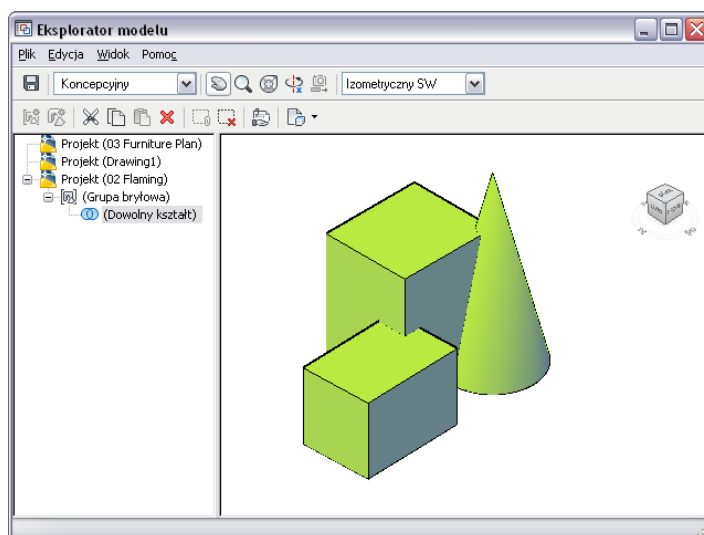 Eksplorator modelu
Plik Edycja Widok Pomoc
Koncepcyjny Izometryczny SW
Projekt (03 Furniture Plan)
Projekt (Drawing1)
Projekt (02 Flaming)
(Grupa bryłowa)
(Dowolny kształt)